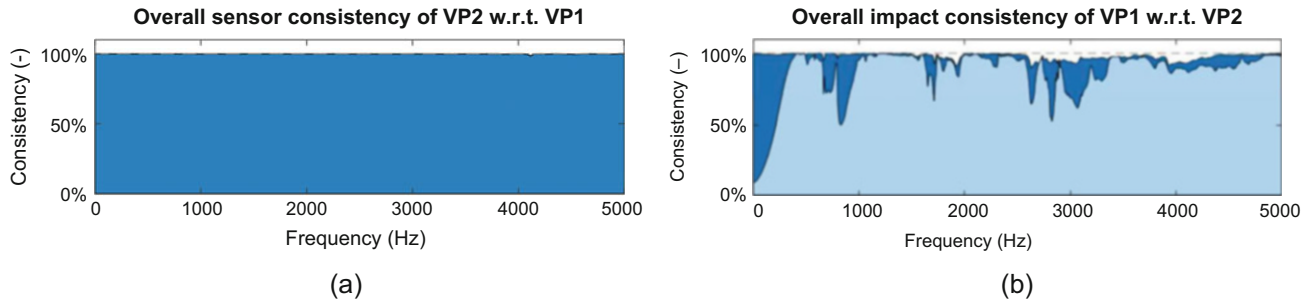 Overall sensor consistency of VP2 w.r.t. VP1
Consistency (-)
100%
50%
0%
0 1000 2000 3000 4000 5000
Frequency (Hz)
(a)
Overall impact consistency of VP1 w.r.t. VP2
Consistency (–)
100%
50%
0%
0 1000 2000 3000 4000 5000
Frequency (Hz)
(b)